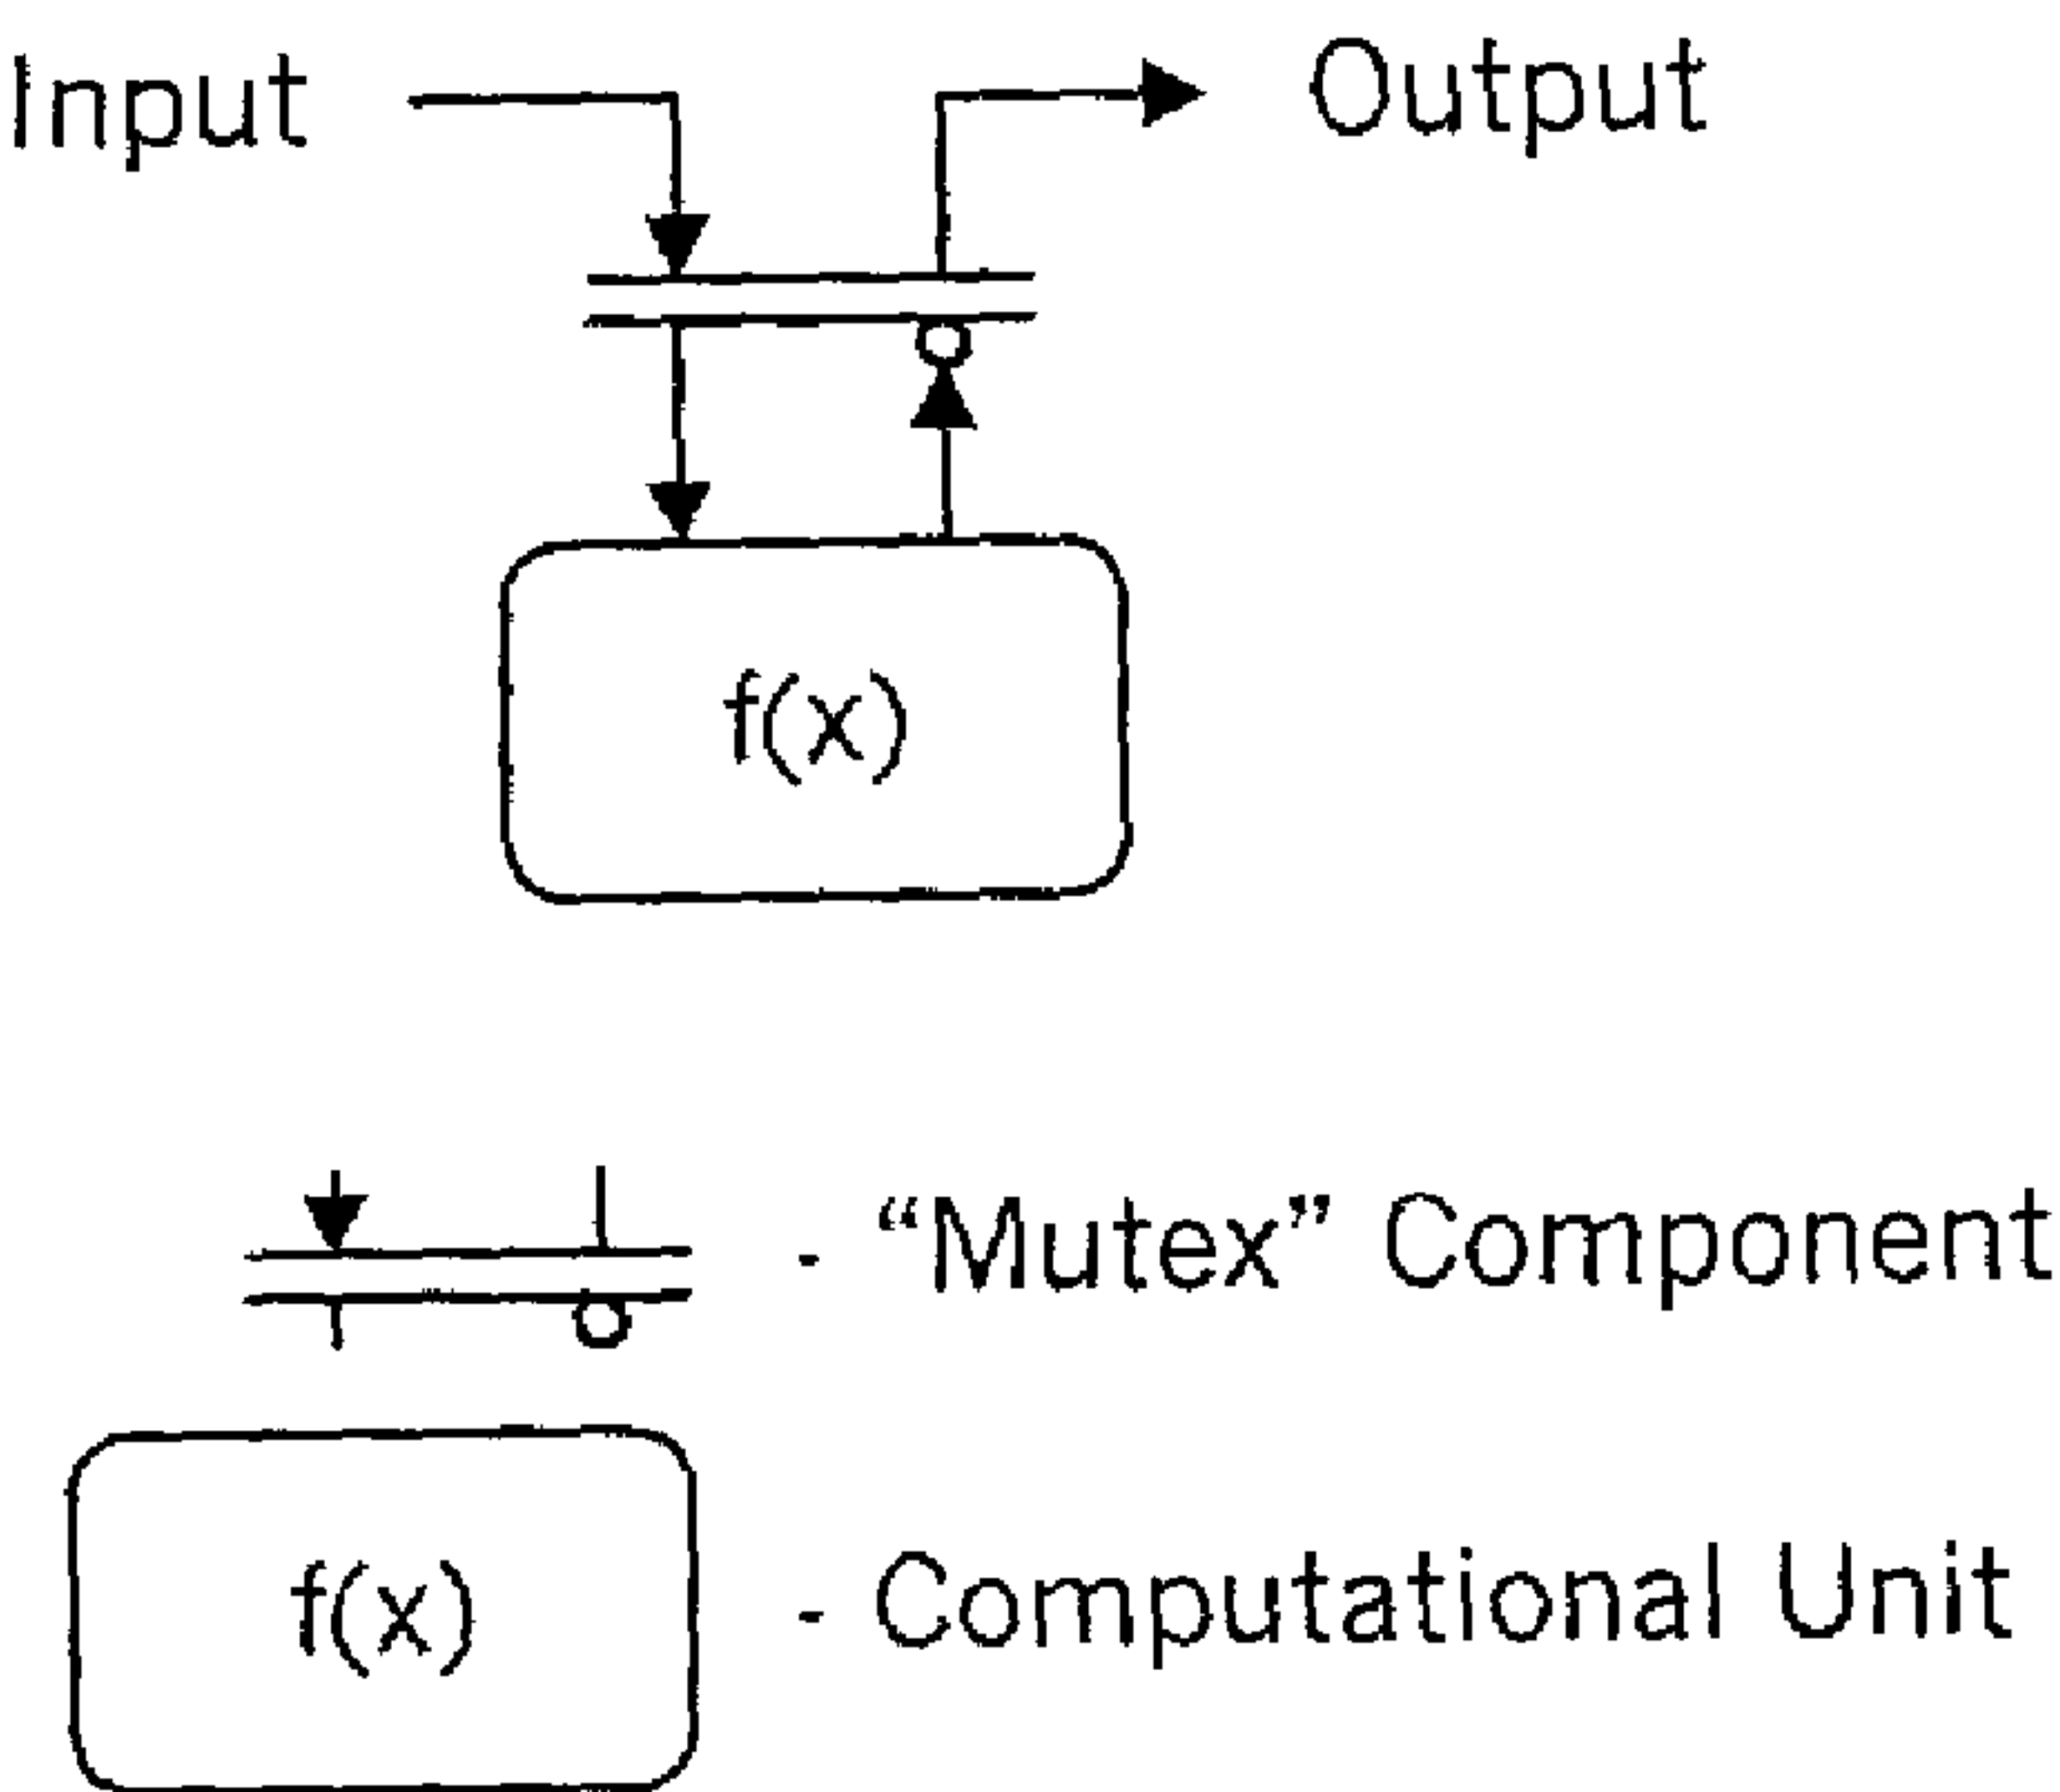 Input
Output
f(x)
- “Mutex” Component
f(x)
- Computational Unit